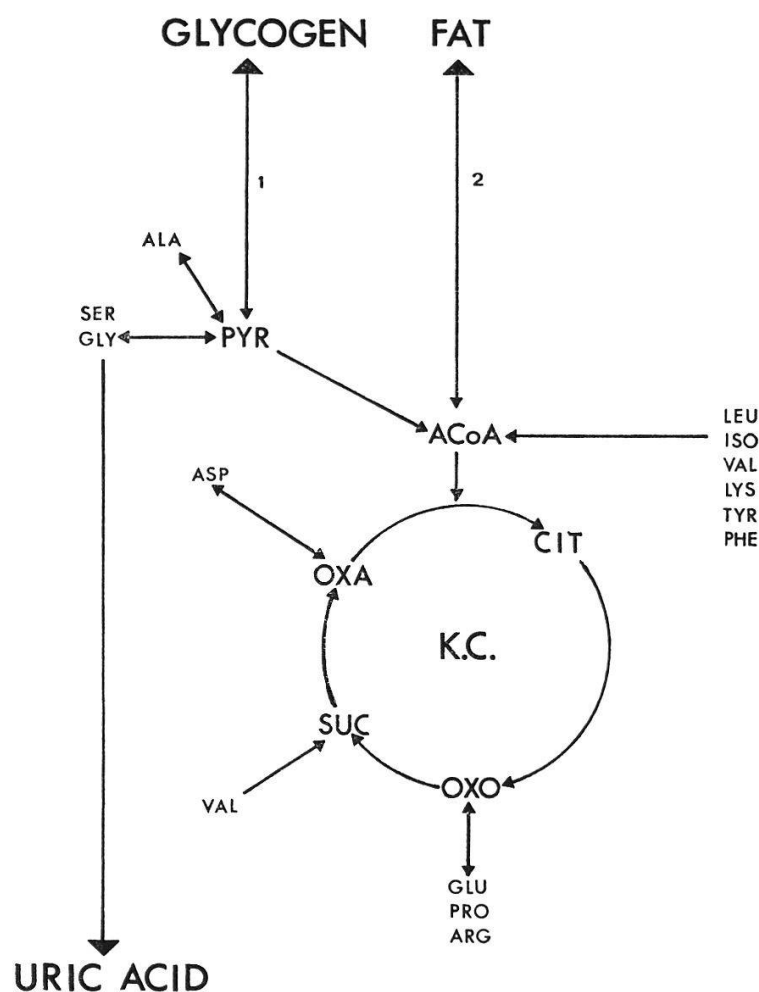 GLYCOGEN FAT
1
2
ALA
SER
GLY
PYR
ACoA
LEU
ISO
VAL
LYS
TYR
PHE
ASP
CIT
OXA
K.C.
SUC
OXO
VAL
GLU
PRO
ARG
URIC ACID